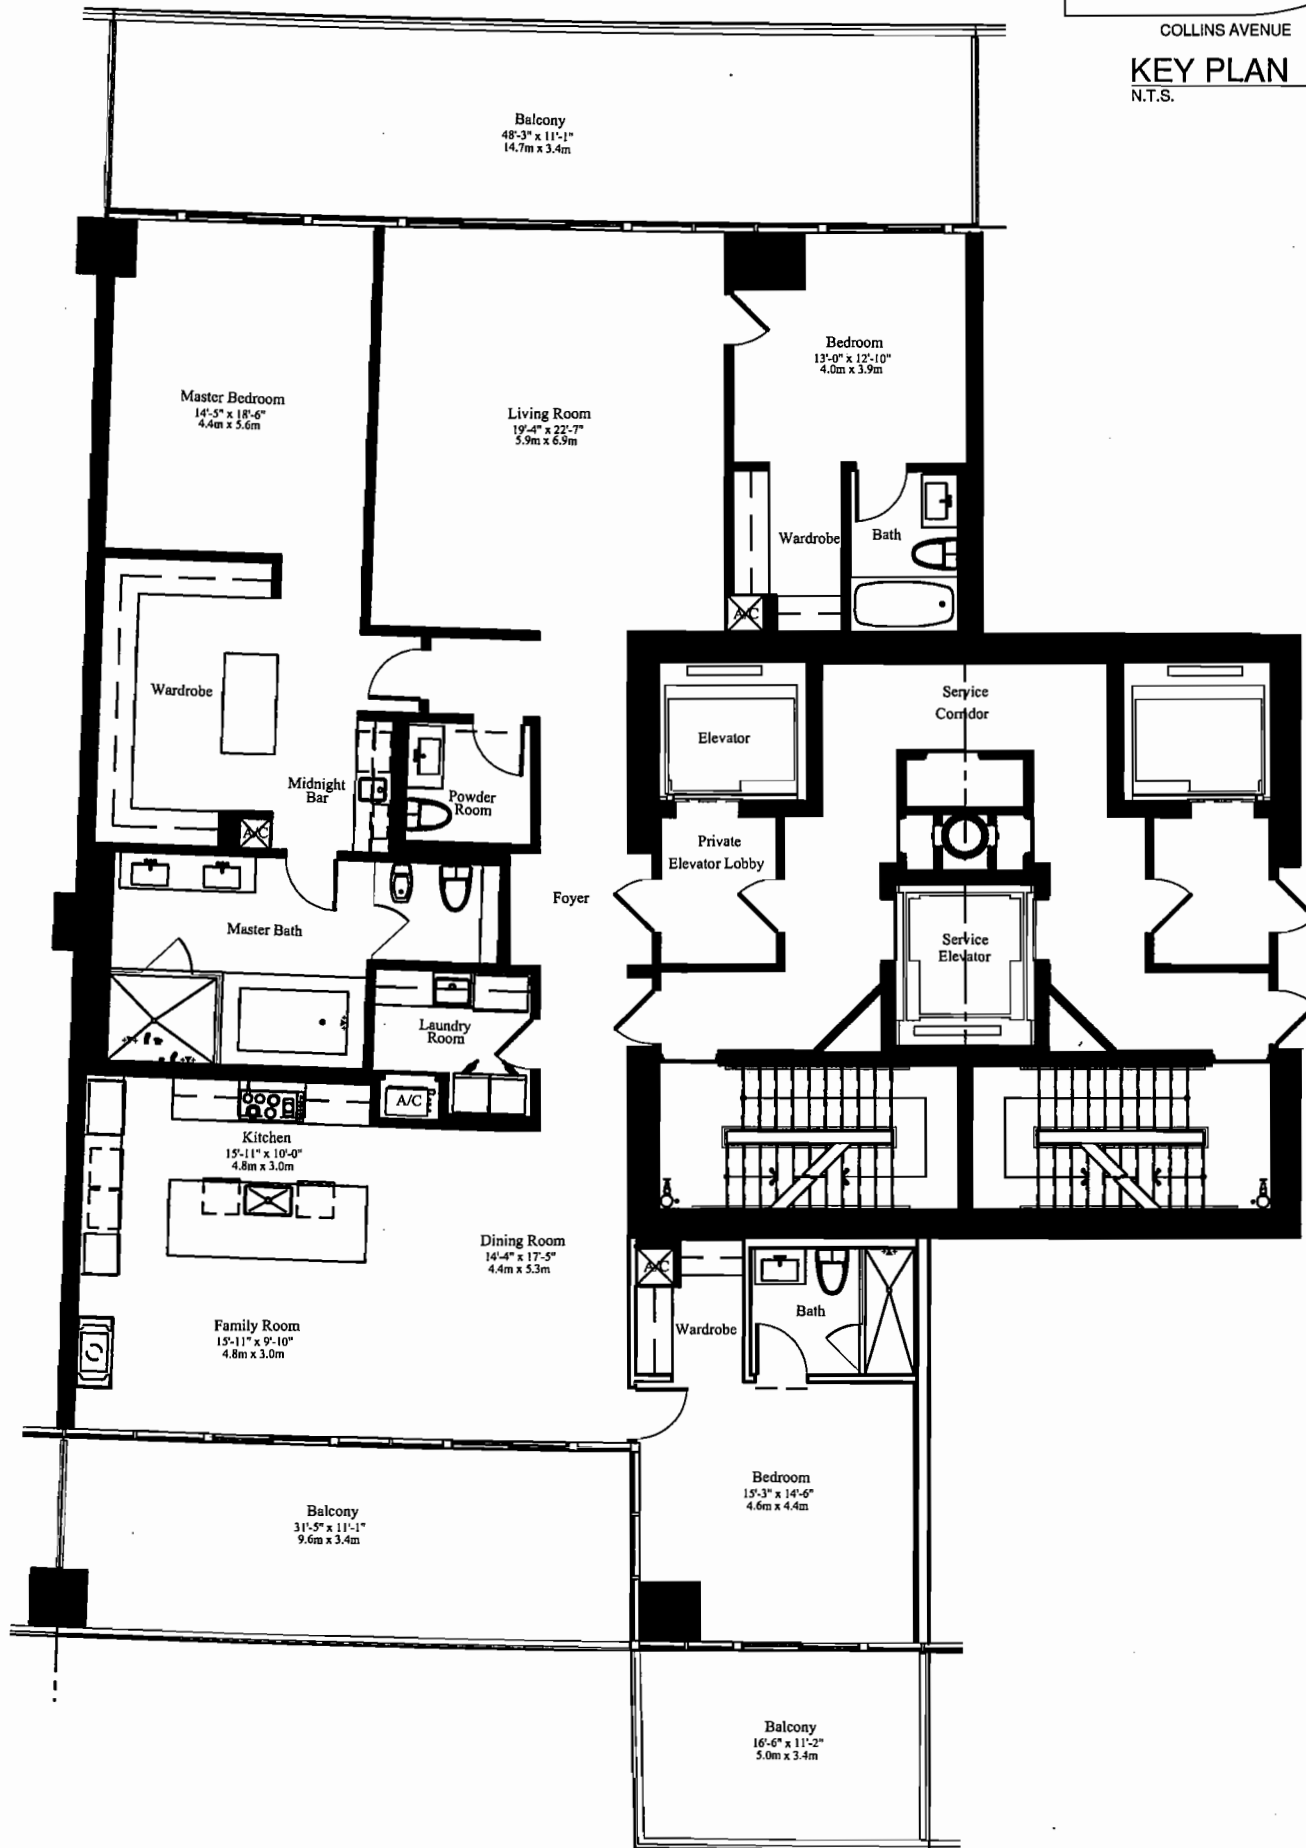 COLLINS AVENUE
KEY PLAN
N.T.S.
Balcony
48'-3" x 11'-1"
14.7m x 3.4m
Bedroom
13'-0" x 12'-10"
4.0m x 3.9m
Master Bedroom
14'-5" x 18'-6"
4.4m x 5.6m
Living Room
19'-4" x 22'-7"
5.9m x 6.9m
Wardrobe
Bath
A/C
Wardrobe
Service
Corridor
Elevator
Midnight
Bar
Powder
Room
A/C
Private
Elevator Lobby
Foyer
Master Bath
Service
Elevator
Laundry
Room
A/C
Kitchen
15'-11" x 10'-0"
4.8m x 3.0m
Dining Room
14'-4" x 17'-5"
4.4m x 5.3m
A/C
Family Room
15'-11" x 9'-10"
4.8m x 3.0m
Wardrobe
Bath
Bedroom
15'-3" x 14'-6"
4.6m x 4.4m
Balcony
31'-5" x 11'-1"
9.6m x 3.4m
Balcony
16'-6" x 11'-2"
5.0m x 3.4m